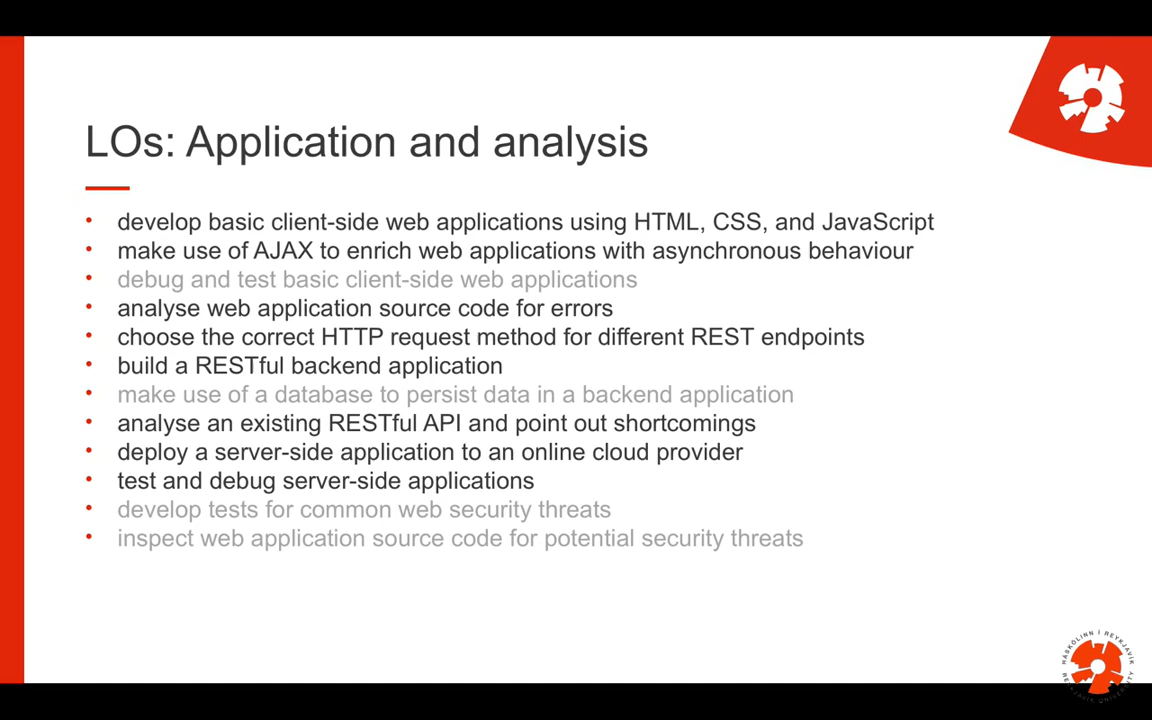 LOs: Application and analysis
• develop basic client-side web applications using HTML, CSS, and JavaScript
• make use of AJAX to enrich web applications with asynchronous behaviour
• debug and test basic client-side web applications
• analyse web application source code for errors
• choose the correct HTTP request method for different REST endpoints
• build a RESTful backend application
• make use of a database to persist data in a backend application
• analyse an existing RESTful API and point out shortcomings
• deploy a server-side application to an online cloud provider
• test and debug server-side applications
• develop tests for common web security threats
• inspect web application source code for potential security threats
HÁSKÓLINN Í REYKJAVÍK
REYKJAVIK UNIVERSITY